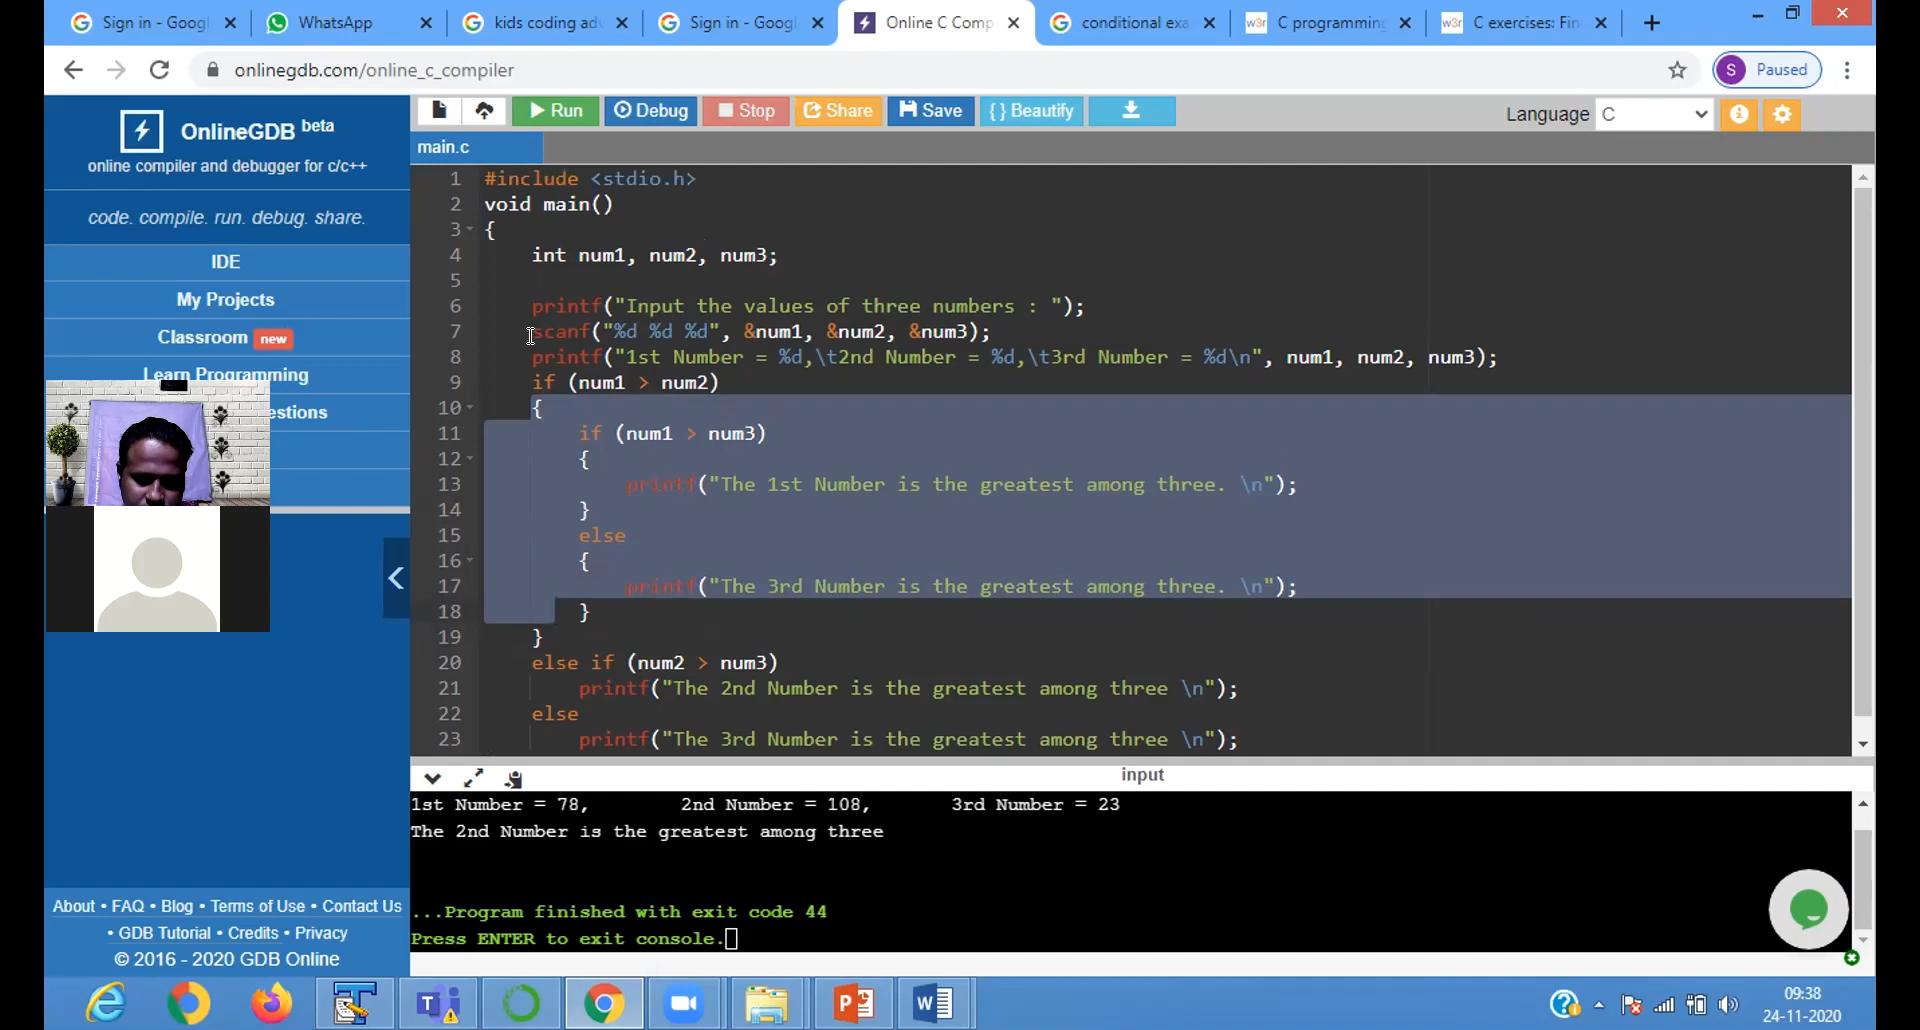 Sign in - Goog
WhatsApp
kids coding adv
Sign in - Goog
Online C Comp
conditional exa
w3r C programming
w3r C exercises: Fin
onlinegdb.com/online_c_compiler
S Paused
OnlineGDB beta
online compiler and debugger for c/c++
code. compile. run. debug. share.
IDE
My Projects
Classroom new
Learn Programming
estions
About • FAQ • Blog • Terms of Use • Contact Us
• GDB Tutorial • Credits • Privacy
© 2016 - 2020 GDB Online
Run Debug Stop Share Save { } Beautify
Language C
main.c
1 #include <stdio.h>
2 void main()
3 {
4 int num1, num2, num3;
5
6 printf("Input the values of three numbers : ");
7 scanf("%d %d %d", &num1, &num2, &num3);
8 printf("1st Number = %d,\t2nd Number = %d,\t3rd Number = %d\n", num1, num2, num3);
9 if (num1 > num2)
10 {
11 if (num1 > num3)
12 {
13 printf("The 1st Number is the greatest among three. \n");
14 }
15 else
16 {
17 printf("The 3rd Number is the greatest among three. \n");
18 }
19 }
20 else if (num2 > num3)
21 printf("The 2nd Number is the greatest among three \n");
22 else
23 printf("The 3rd Number is the greatest among three \n");
input
1st Number = 78, 2nd Number = 108, 3rd Number = 23
The 2nd Number is the greatest among three
...Program finished with exit code 44
Press ENTER to exit console.
09:38
24-11-2020